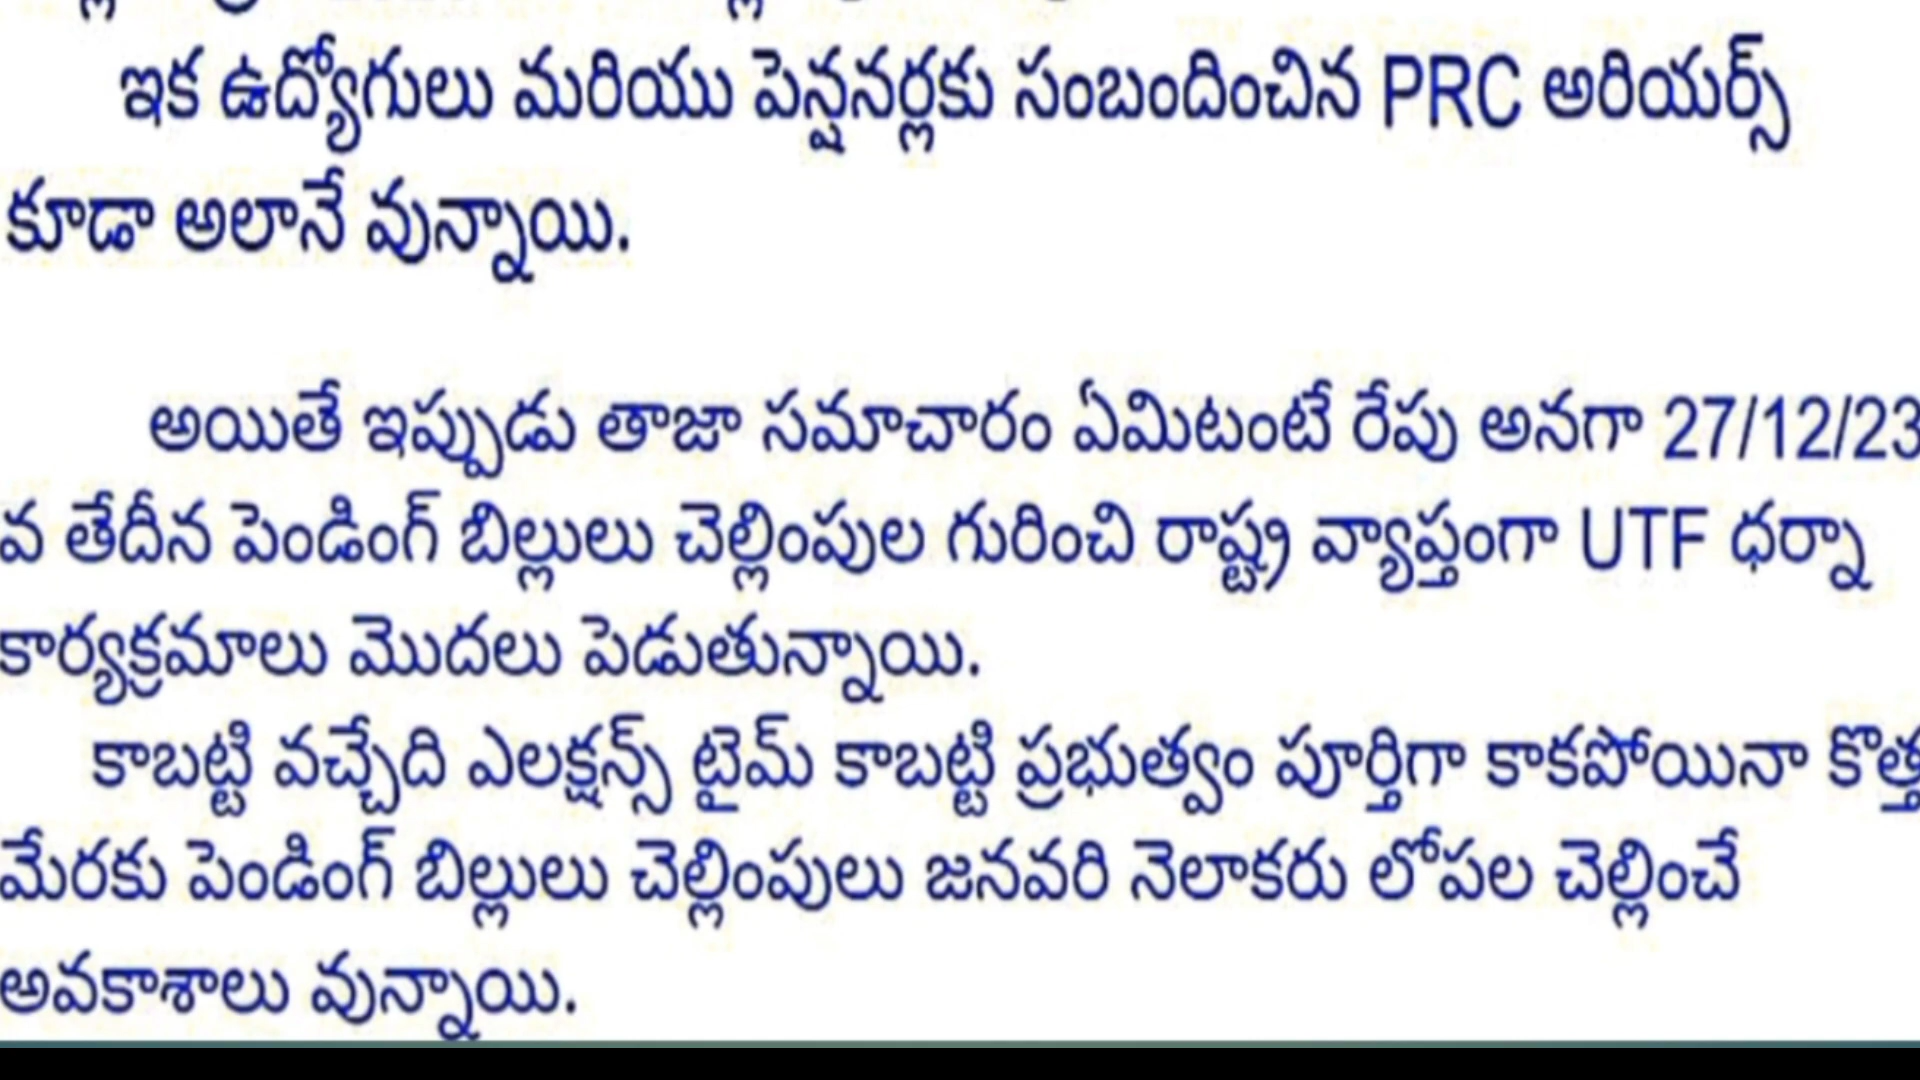 ఇక ఉద్యోగులు మరియు పెన్షనర్లకు సంబందించిన PRC అరియర్స్
కూడా అలానే వున్నాయి.
అయితే ఇప్పుడు తాజా సమాచారం ఏమిటంటే రేపు అనగా 27/12/23
వ తేదీన పెండింగ్ బిల్లులు చెల్లింపుల గురించి రాష్ట్ర వ్యాప్తంగా UTF ధర్నా
కార్యక్రమాలు మొదలు పెడుతున్నాయి.
కాబట్టి వచ్చేది ఎలక్షన్స్ టైమ్ కాబట్టి ప్రభుత్వం పూర్తిగా కాకపోయినా కొత్త
మేరకు పెండింగ్ బిల్లులు చెల్లింపులు జనవరి నెలాకరు లోపల చెల్లించే
అవకాశాలు వున్నాయి.